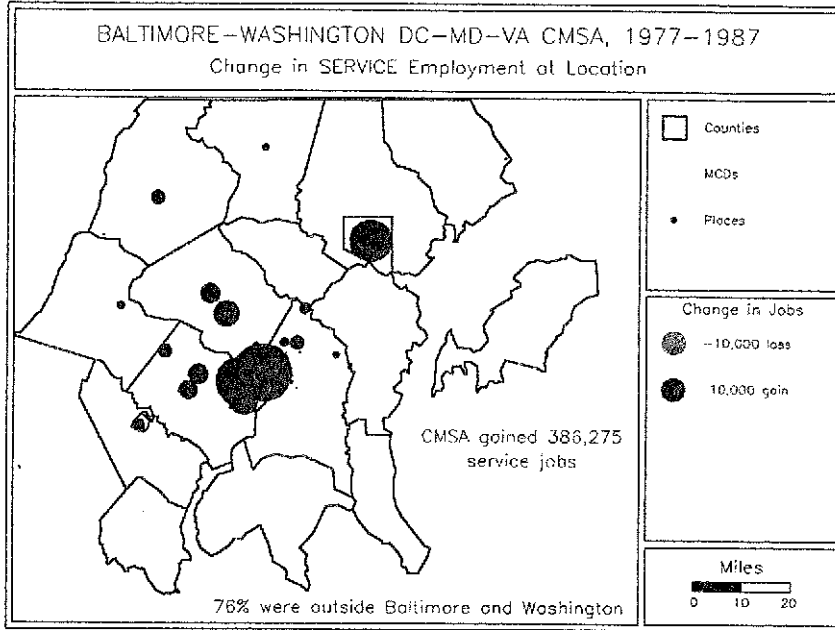 BALTIMORE-WASHINGTON DC-MD-VA CMSA, 1977-1987
Change in SERVICE Employment at Location
Counties
MCDs
Places
Change in Jobs
-10,000 loss
10,000 gain
CMSA gained 386,275
service jobs
76% were outside Baltimore and Washington
Miles
0 10 20